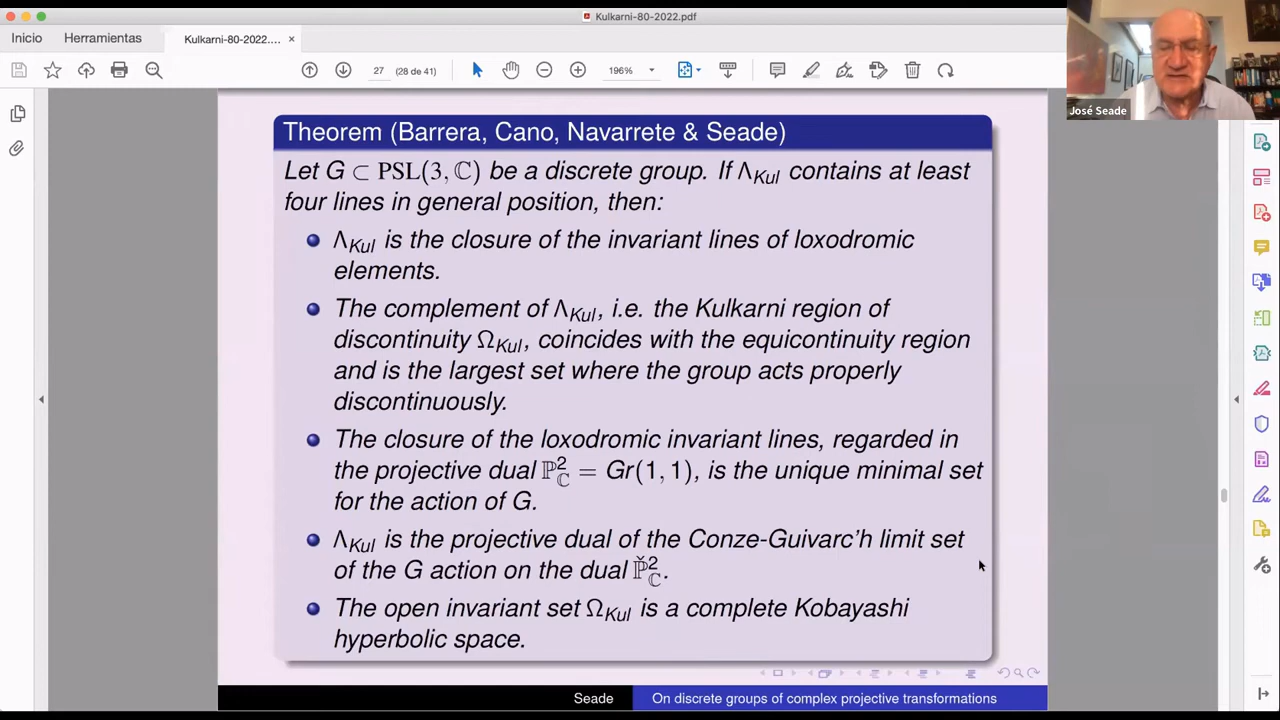 Kulkarni-80-2022.pdf
Inicio
Herramientas
Kulkarni-80-2022....
27
(28 de 41)
196%
José Seade
Theorem (Barrera, Cano, Navarrete & Seade)
Let G ⊂ PSL(3, ℂ) be a discrete group. If Λ_Kul contains at least
four lines in general position, then:
Λ_Kul is the closure of the invariant lines of loxodromic
elements.
The complement of Λ_Kul, i.e. the Kulkarni region of
discontinuity Ω_Kul, coincides with the equicontinuity region
and is the largest set where the group acts properly
discontinuously.
The closure of the loxodromic invariant lines, regarded in
the projective dual ℙ²_ℂ = Gr(1, 1), is the unique minimal set
for the action of G.
Λ_Kul is the projective dual of the Conze-Guivarc'h limit set
of the G action on the dual ℙ̌²_ℂ.
The open invariant set Ω_Kul is a complete Kobayashi
hyperbolic space.
Seade
On discrete groups of complex projective transformations